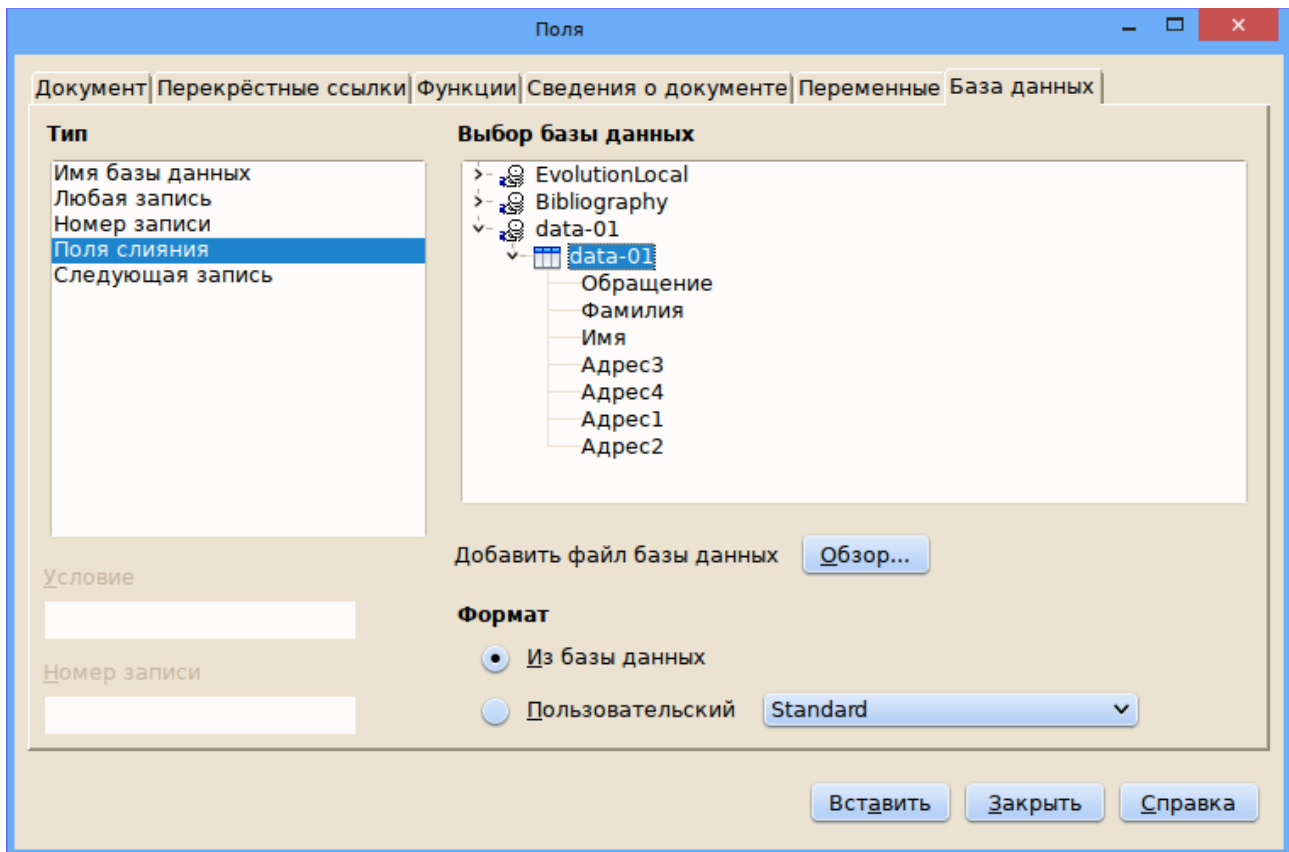 Поля
Документ Перекрёстные ссылки Функции Сведения о документе Переменные База данных
Тип
Имя базы данных
Любая запись
Номер записи
Поля слияния
Следующая запись
Условие
Номер записи
Выбор базы данных
EvolutionLocal
Bibliography
data-01
data-01
Обращение
Фамилия
Имя
Адрес3
Адрес4
Адрес1
Адрес2
Добавить файл базы данных Обзор...
Формат
Из базы данных
Пользовательский Standard
Вставить Закрыть Справка